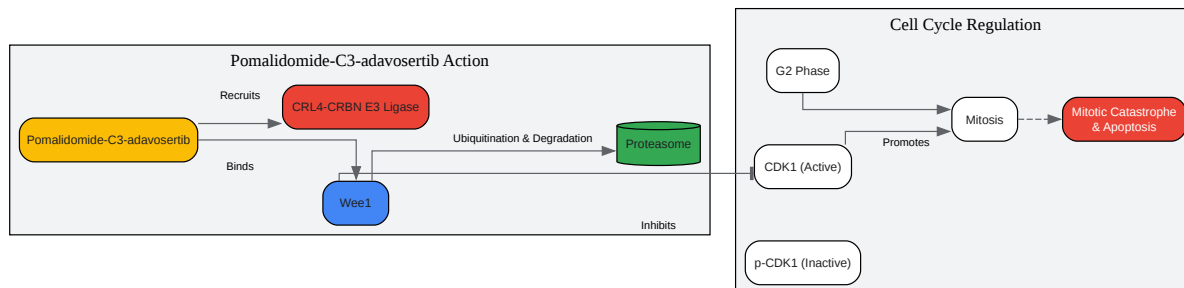 Pomalidomide-C3-adavosertib Action
Recruits
CRL4-CRBN E3 Ligase
Pomalidomide-C3-adavosertib
Binds
Ubiquitination & Degradation
Proteasome
Wee1
Inhibits
Cell Cycle Regulation
G2 Phase
Mitosis
Mitotic Catastrophe
& Apoptosis
Promotes
CDK1 (Active)
p-CDK1 (Inactive)